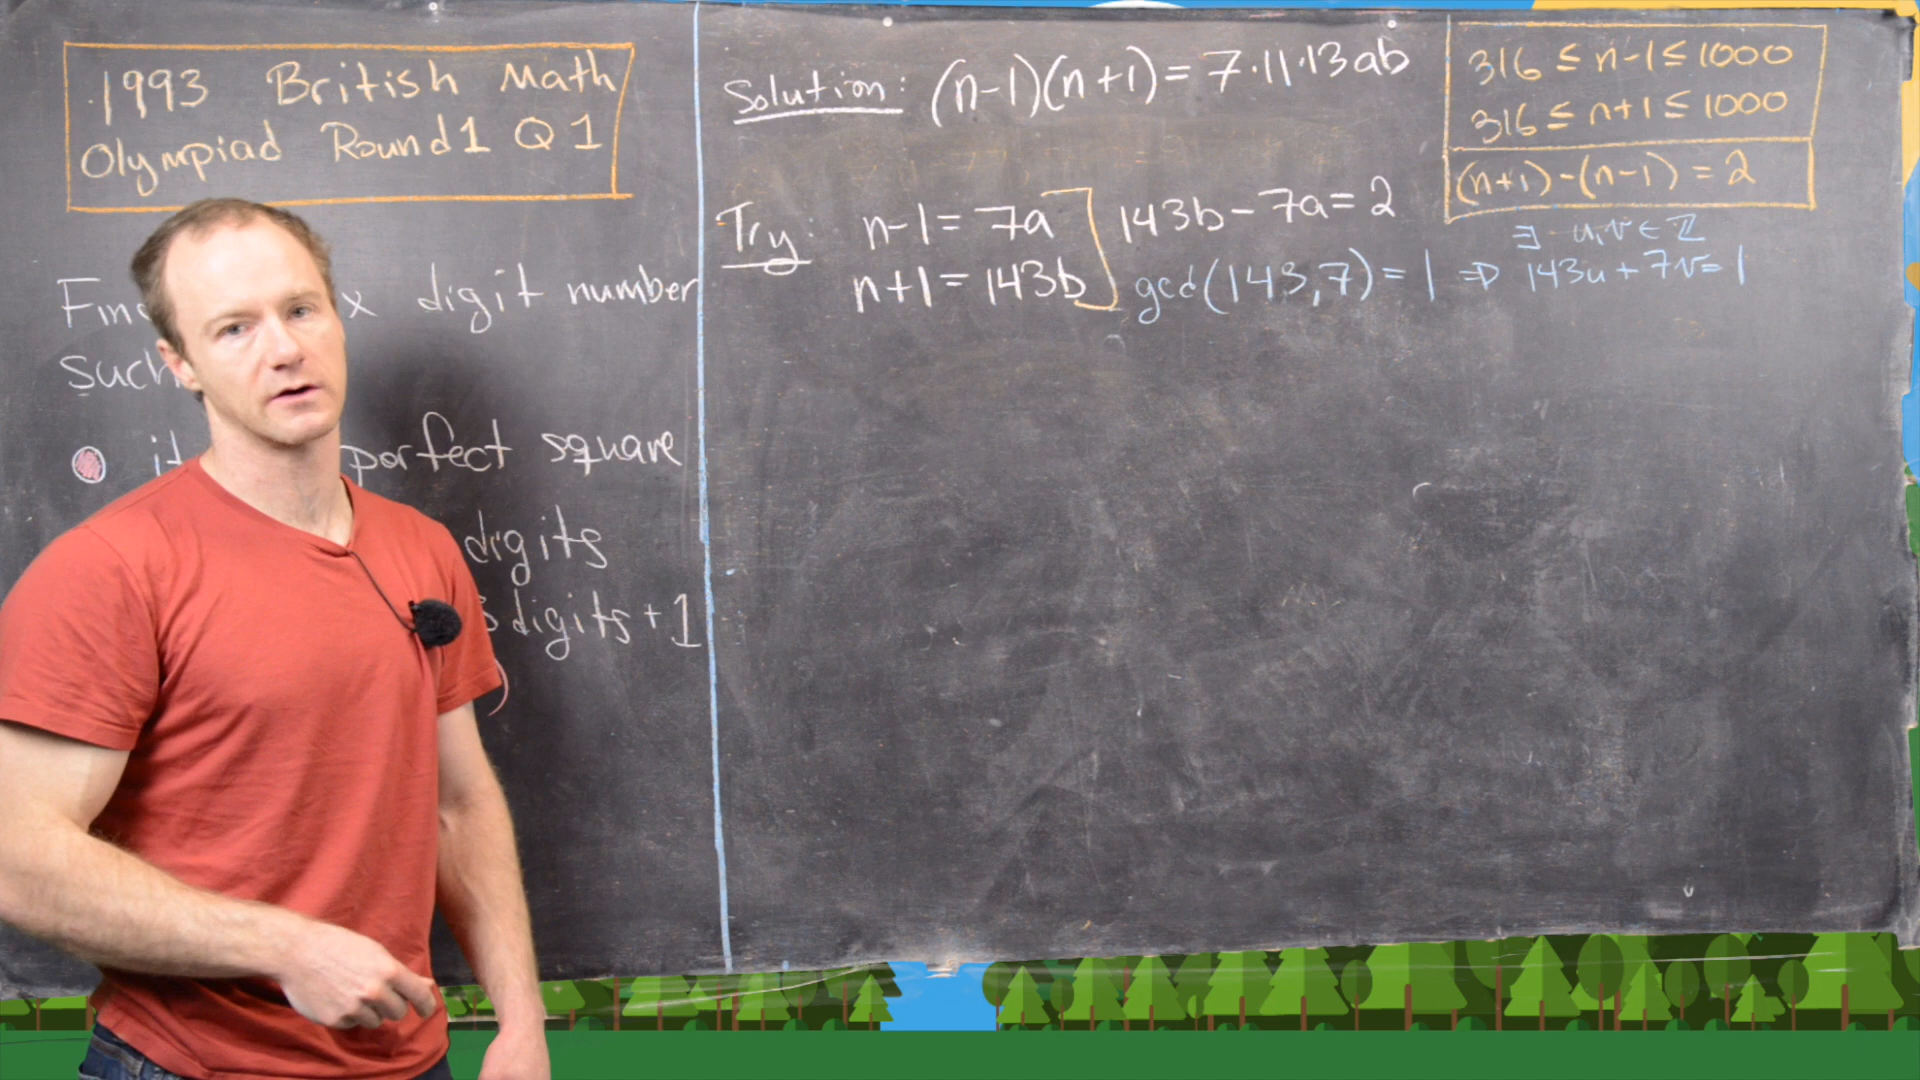 1993 British Math
Olympiad Round 1 Q1
x digit number
such
perfect square
digits
digits + 1
)
Solution: (n-1)(n+1) = 7·11·13ab
Try: n-1 = 7a
n+1 = 143b
143b - 7a = 2
gcd(143,7) = 1 ⇒ 143u + 7v = 1
∃ u,v ∈ ℤ
316 ≤ n-1 ≤ 1000
316 ≤ n+1 ≤ 1000
(n+1)-(n-1) = 2